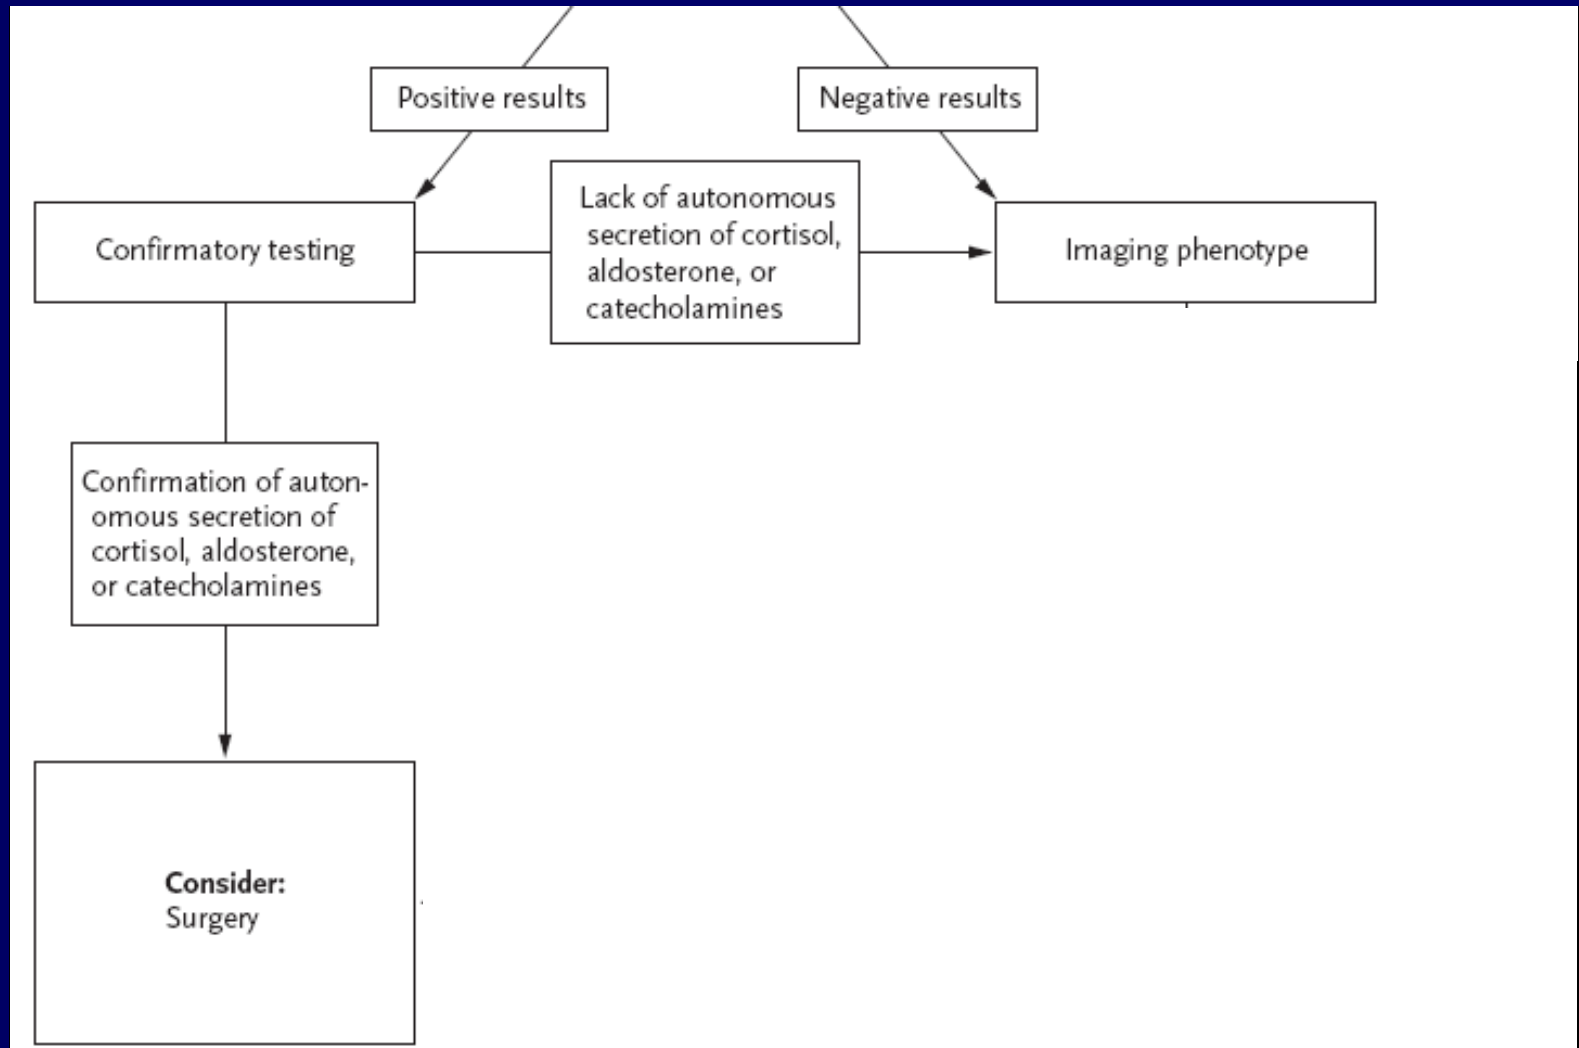 Positive results
Negative results
Confirmatory testing
Lack of autonomous
secretion of cortisol,
aldosterone, or
catecholamines
Imaging phenotype
Confirmation of auton-
omous secretion of
cortisol, aldosterone,
or catecholamines
Consider:
Surgery